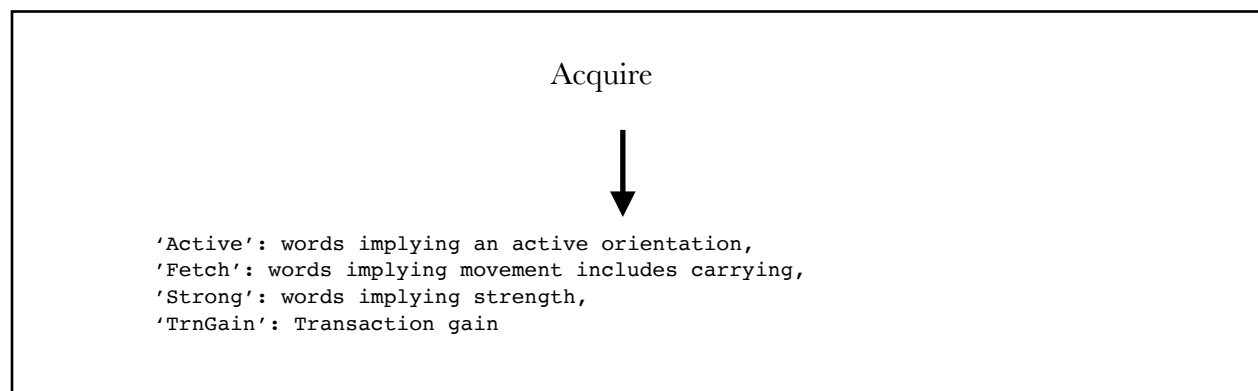 Acquire
‘Active’: words implying an active orientation,
’Fetch’: words implying movement includes carrying,
’Strong’: words implying strength,
‘TrnGain’: Transaction gain